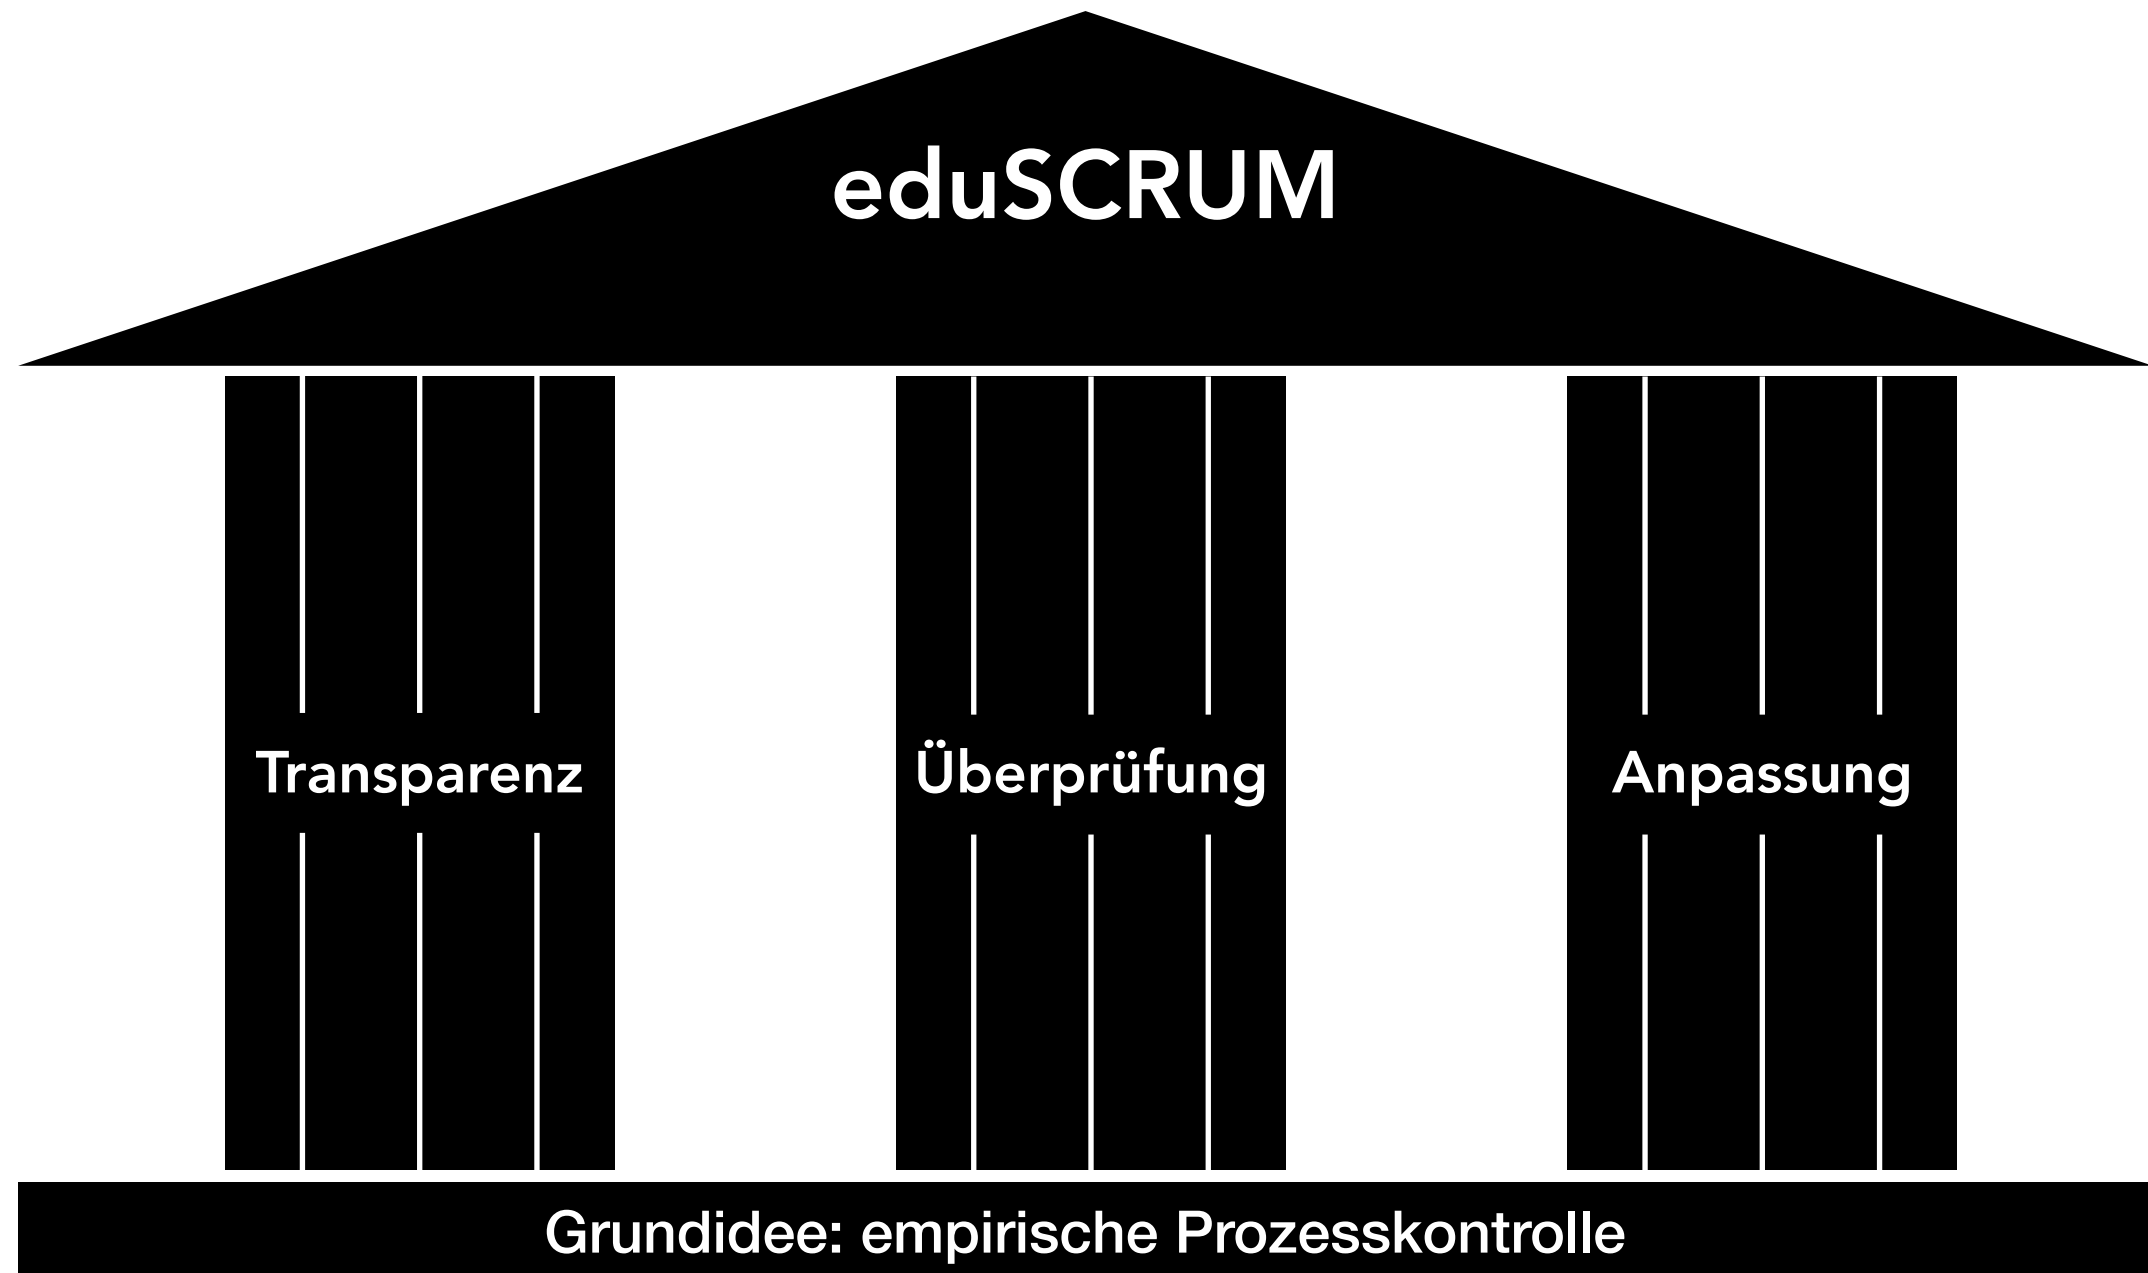 eduSCRUM
Transparenz
Überprüfung
Anpassung
Grundidee: empirische Prozesskontrolle